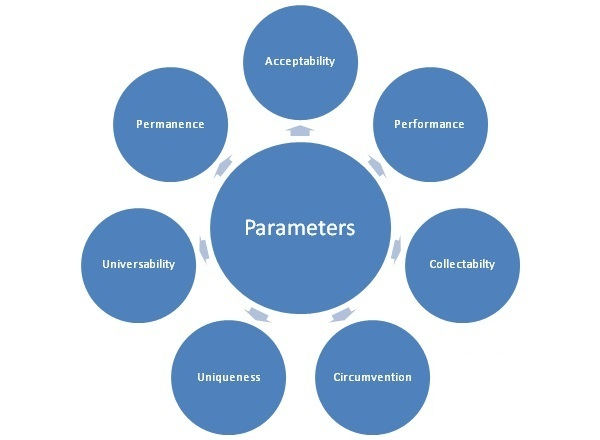 Acceptability
Permanence
Performance
Parameters
Universability
Collectabilty
Uniqueness
Circumvention